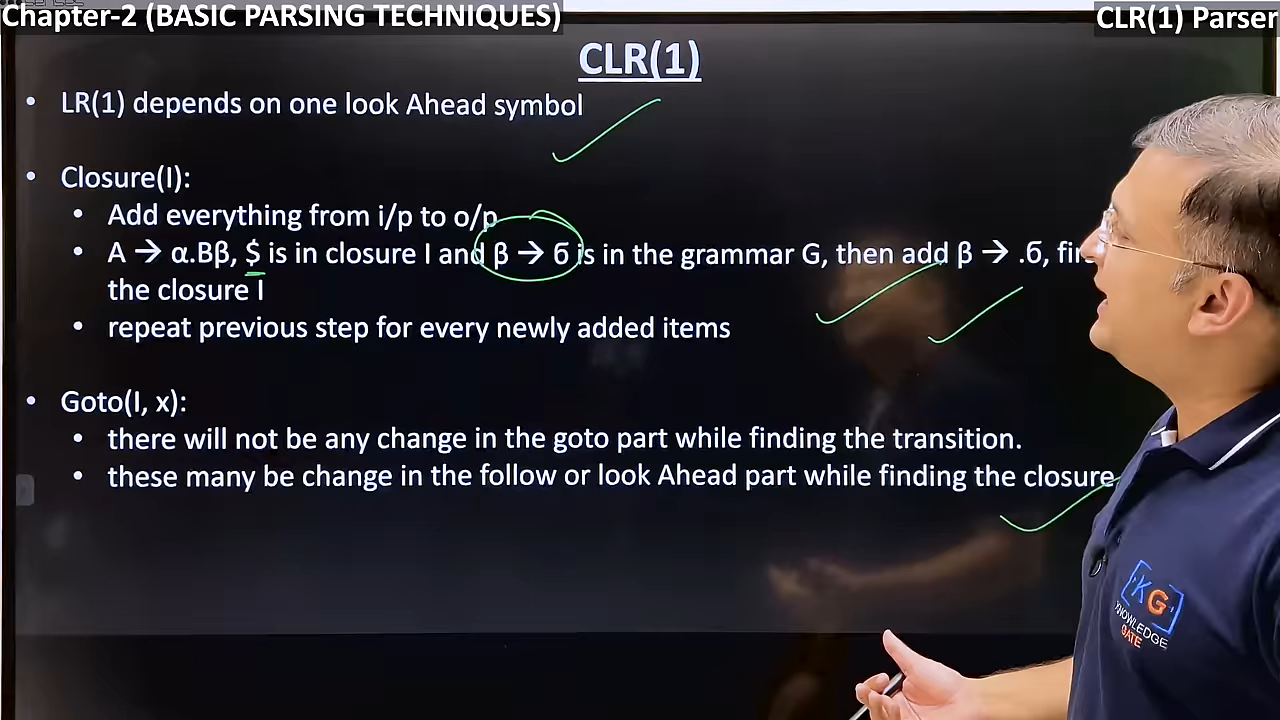 Chapter-2 (BASIC PARSING TECHNIQUES)
CLR(1) Parser
CLR(1)
• LR(1) depends on one look Ahead symbol
• Closure(I):
• Add everything from i/p to o/p
• A → α.Bβ, $ is in closure I and β → б is in the grammar G, then add β → .б,
the closure I
• repeat previous step for every newly added items
• Goto(I, x):
• there will not be any change in the goto part while finding the transition.
• these many be change in the follow or look Ahead part while finding the closure
KG
KNOWLEDGE
GATE